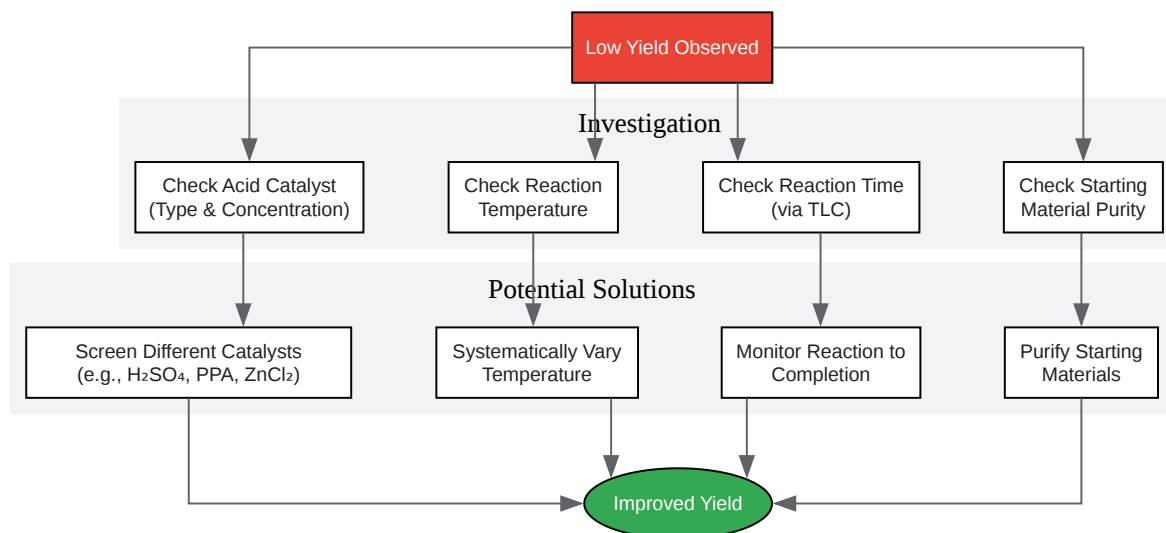 Low Yield Observed
Investigation
Check Acid Catalyst
(Type & Concentration)
Check Reaction
Temperature
Check Reaction Time
(via TLC)
Check Starting
Material Purity
Potential Solutions
Screen Different Catalysts
(e.g., H₂SO₄, PPA, ZnCl₂)
Systematically Vary
Temperature
Monitor Reaction to
Completion
Purify Starting
Materials
Improved Yield